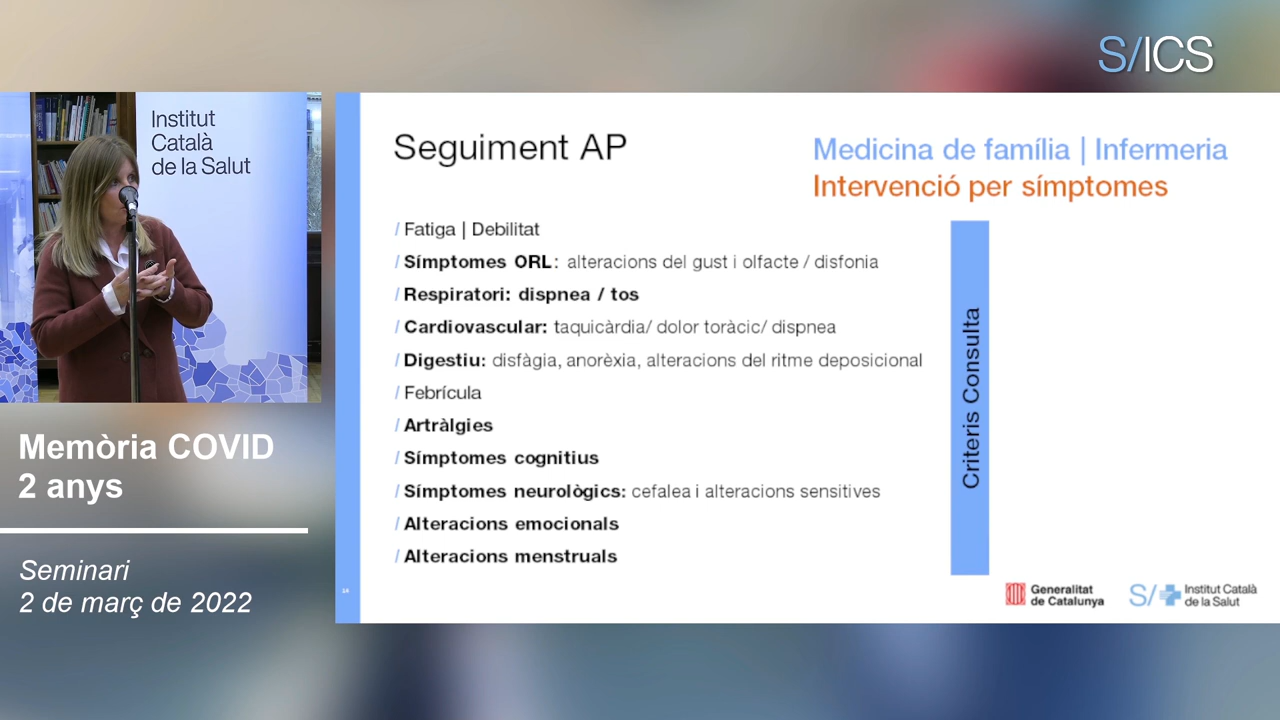 S/ICS
Institut
Català
de la Salut
Memòria COVID
2 anys
Seminari
2 de març de 2022
Seguiment AP
Medicina de família | Infermeria
Intervenció per símptomes
/ Fatiga | Debilitat
/ Símptomes ORL: alteracions del gust i olfacte / disfonia
/ Respiratori: dispnea / tos
/ Cardiovascular: taquicàrdia/ dolor toràcic/ dispnea
/ Digestiu: disfàgia, anorèxia, alteracions del ritme deposicional
/ Febrícula
/ Artràlgies
/ Símptomes cognitius
/ Símptomes neurològics: cefalea i alteracions sensitives
/ Alteracions emocionals
/ Alteracions menstruals
Criteris Consulta
14
Generalitat
de Catalunya
S/
Institut Català
de la Salut